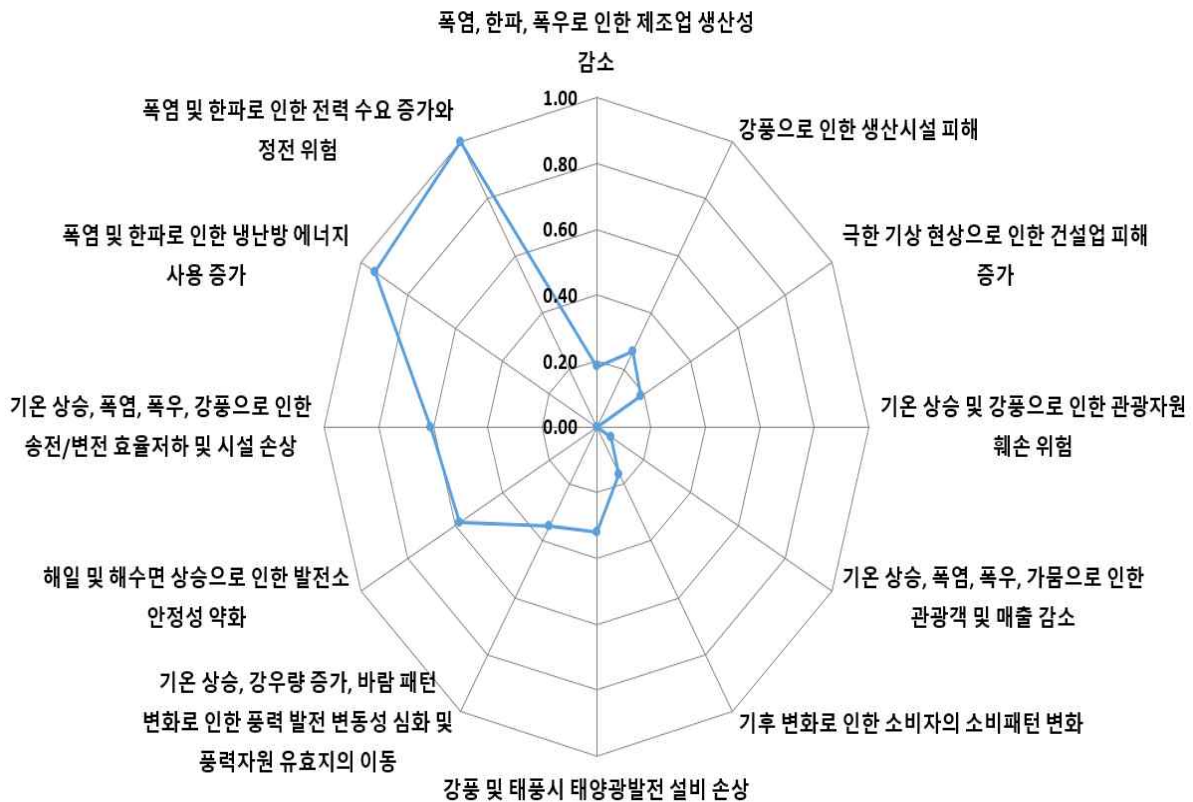 폭염, 한파, 폭우로 인한 제조업 생산성
감소
강풍으로 인한 생산시설 피해
극한 기상 현상으로 인한 건설업 피해
증가
기온 상승 및 강풍으로 인한 관광자원
훼손 위험
기온 상승, 폭염, 폭우, 가뭄으로 인한
관광객 및 매출 감소
기후 변화로 인한 소비자의 소비패턴 변화
강풍 및 태풍시 태양광발전 설비 손상
기온 상승, 강우량 증가, 바람 패턴
변화로 인한 풍력 발전 변동성 심화 및
풍력자원 유효지의 이동
해일 및 해수면 상승으로 인한 발전소
안정성 약화
기온 상승, 폭염, 폭우, 강풍으로 인한
송전/변전 효율저하 및 시설 손상
폭염 및 한파로 인한 냉난방 에너지
사용 증가
폭염 및 한파로 인한 전력 수요 증가와
정전 위험
1.00
0.80
0.60
0.40
0.20
0.00